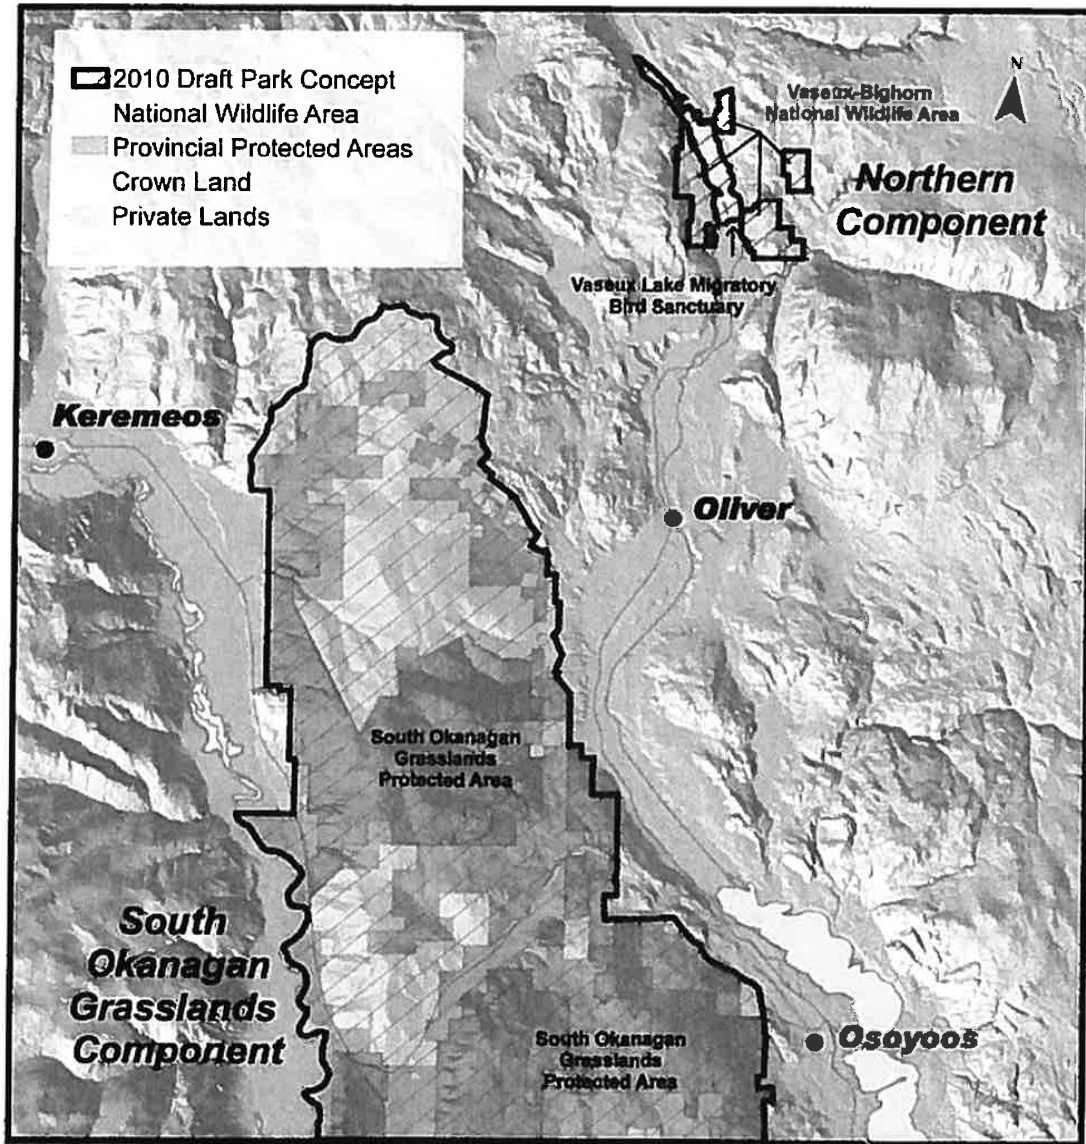 2010 Draft Park Concept
National Wildlife Area
Provincial Protected Areas
Crown Land
Private Lands
N
Vaseux-Bighorn
National Wildlife Area
Northern
Component
Vaseux Lake Migratory
Bird Sanctuary
Keremeos
Oliver
South Okanagan
Grasslands
Protected Area
South
Okanagan
Grasslands
Component
South Okanagan
Grasslands
Protected Area
Osoyoos